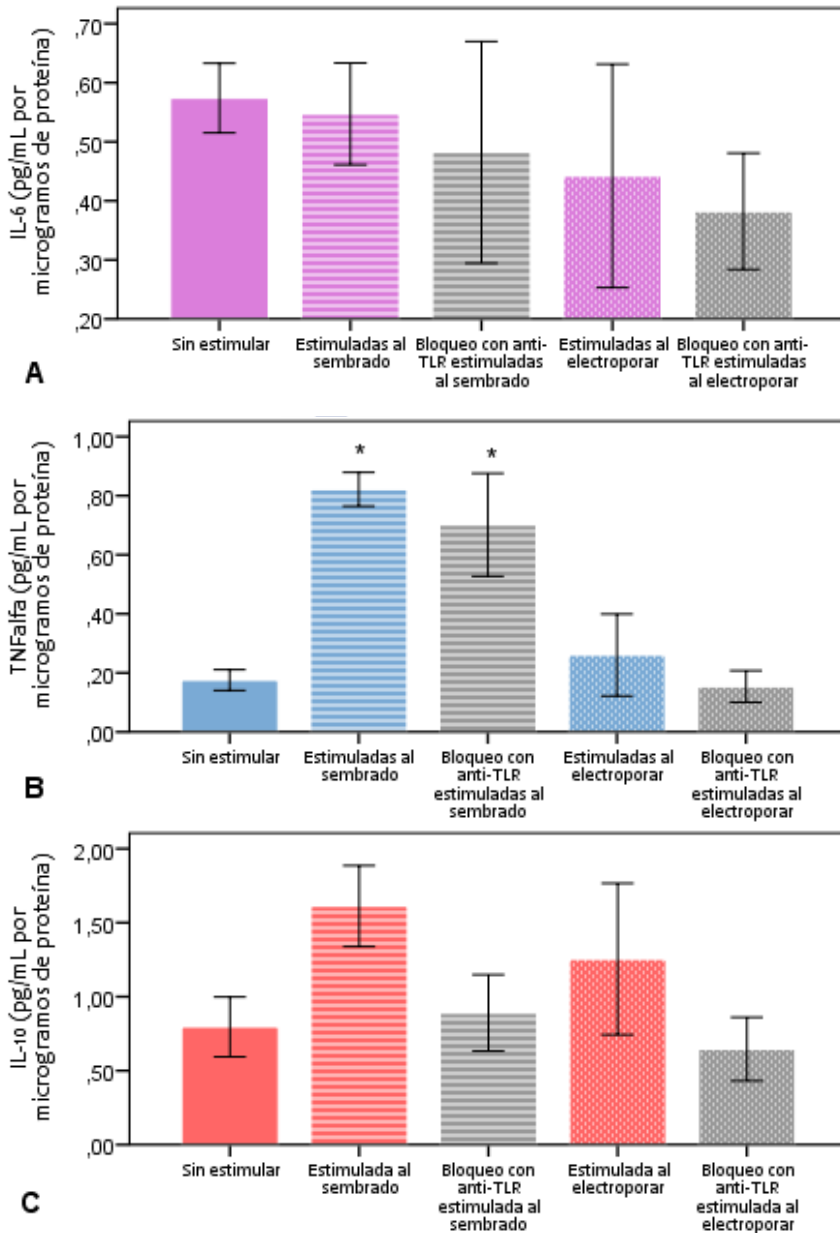 IL-6 (pg/mL por
microgramos de proteína)
,70
,60
,50
,40
,30
,20
Sin estimular
Estimuladas al
sembrado
Bloqueo con anti-
TLR estimuladas
al sembrado
Estimuladas al
electroporar
Bloqueo con anti-
TLR estimuladas
al electroporar
A
TNFalfa (pg/mL por
microgramos de proteína)
1,00
,80
,60
,40
,20
,00
*
*
Sin estimular
Estimuladas al
sembrado
Bloqueo con
anti-TLR
estimuladas al
sembrado
Estimuladas al
electroporar
Bloqueo con
anti-TLR
estimuladas al
electroporar
B
IL-10 (pg/mL por
microgramos de proteína)
2,00
1,50
1,00
,50
,00
Sin estimular
Estimulada al
sembrado
Bloqueo con
anti-TLR
estimulada al
sembrado
Estimulada al
electroporar
Bloqueo con
anti-TLR
estimulada al
electroporar
C